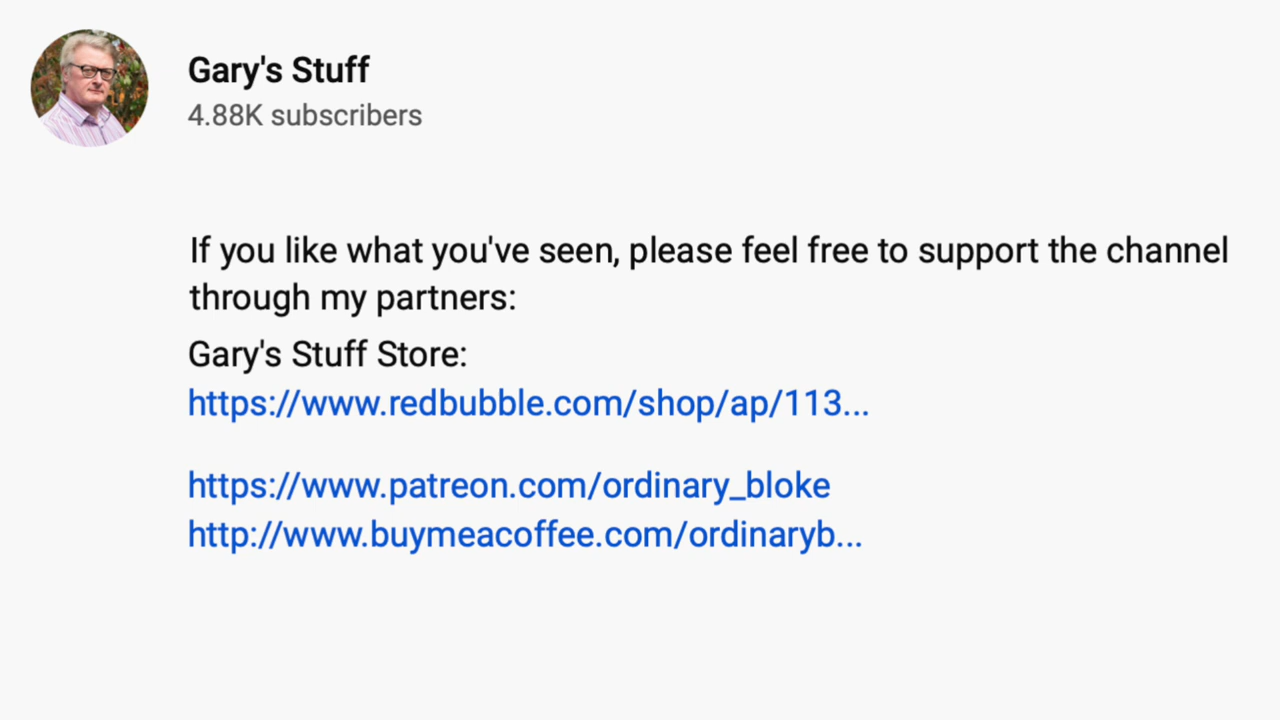 Gary's Stuff
4.88K subscribers
If you like what you've seen, please feel free to support the channel
through my partners:
Gary's Stuff Store:
https://www.redbubble.com/shop/ap/113...
https://www.patreon.com/ordinary_bloke
http://www.buymeacoffee.com/ordinaryb...